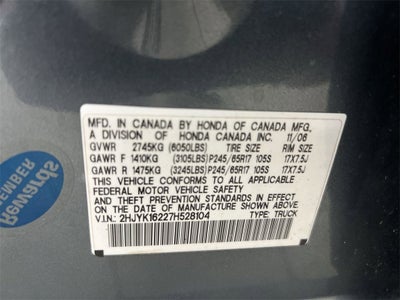 MFD. IN CANADA BY HONDA OF CANADA MFG.,
A DIVISION OF HONDA CANADA INC. 11/06
GVWR 2745KG (6050LBS) TIRE SIZE RIM SIZE
GAWR F 1410KG (3105LBS) P245/65R17 105S 17X7.5J
GAWR R 1475KG (3245LBS) P245/65R17 105S 17X7.5J
THIS VEHICLE CONFORMS TO ALL APPLICABLE
FEDERAL MOTOR VEHICLE SAFETY AND
THEFT PREVENTION STANDARDS IN EFFECT ON
THE DATE OF MANUFACTURE SHOWN ABOVE.
V.I.N.: 2HJYK16227H528104 TYPE: TRUCK
EMBER
Rewards